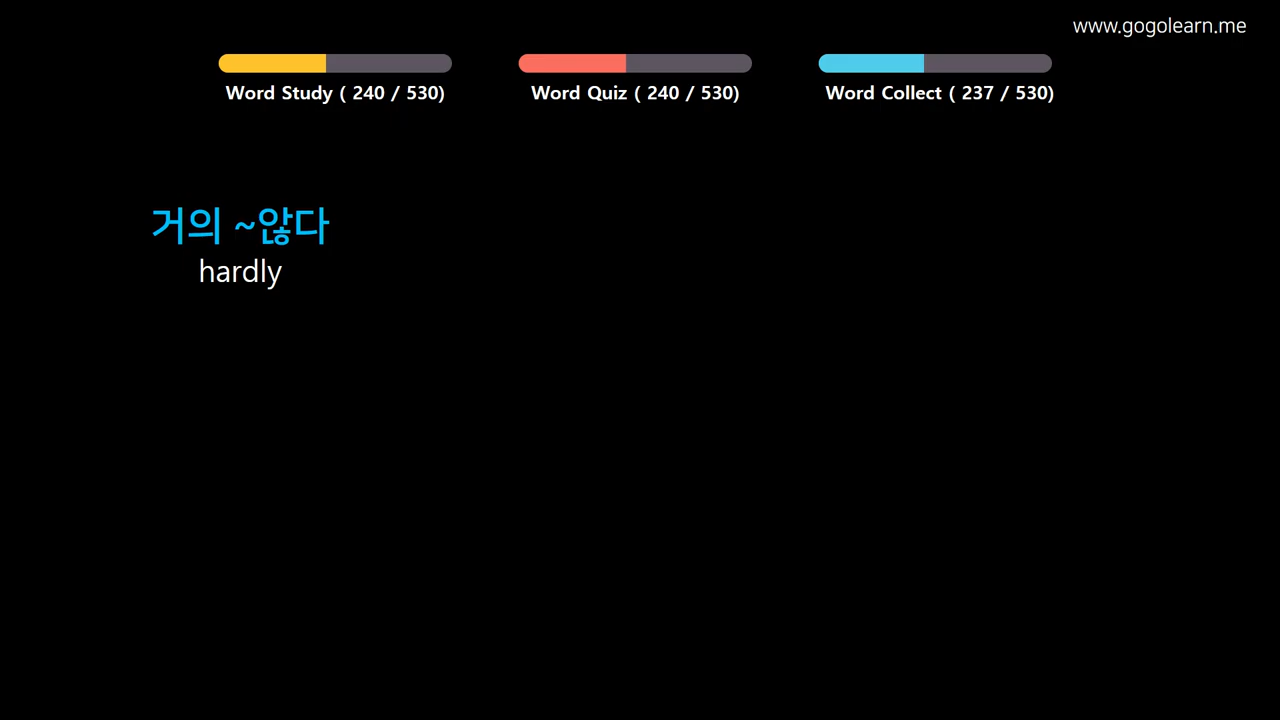 www.gogolearn.me
Word Study ( 240 / 530)
Word Quiz ( 240 / 530)
Word Collect ( 237 / 530)
거의 ~않다
hardly